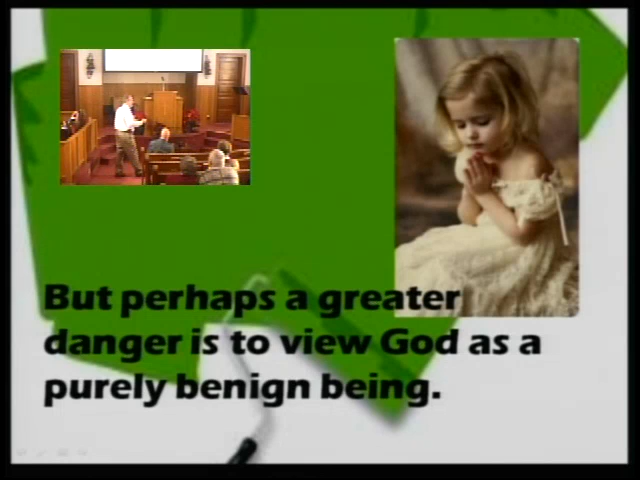 But perhaps a greater
danger is to view God as a
purely benign being.